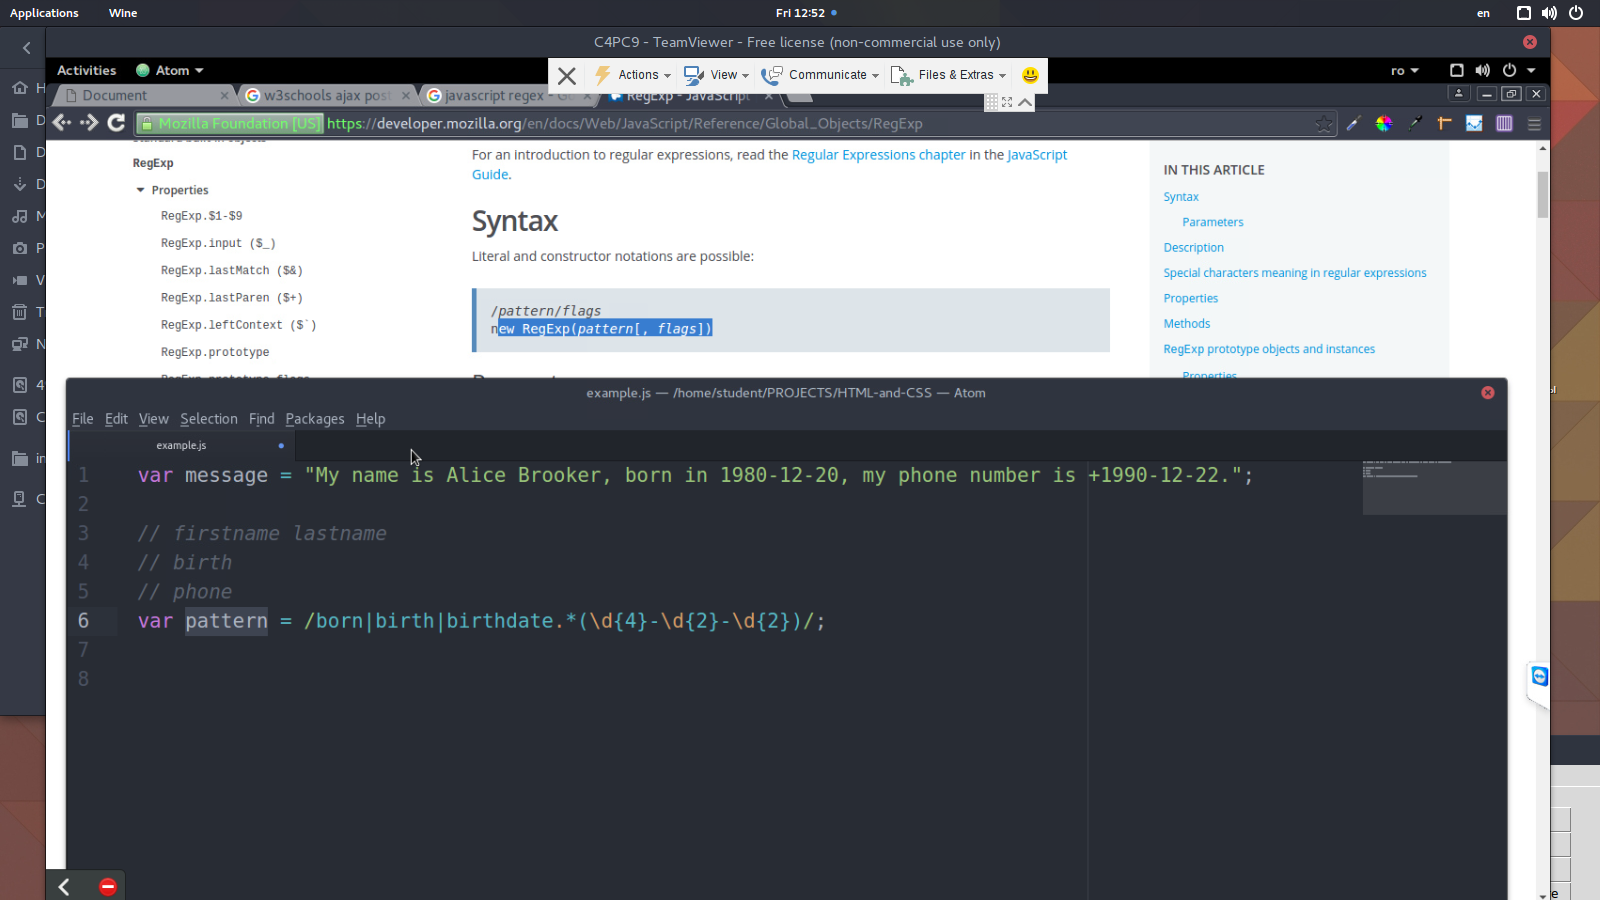 Applications Wine Fri 12:52 en
C4PC9 - TeamViewer - Free license (non-commercial use only)
Activities Atom Actions View Communicate Files & Extras ro
Document w3schools ajax post javascript regex - RegExp - JavaScript
Mozilla Foundation [US] https://developer.mozilla.org/en/docs/Web/JavaScript/Reference/Global_Objects/RegExp
RegExp
Properties
RegExp.$1-$9
RegExp.input ($_)
RegExp.lastMatch ($&)
RegExp.lastParen ($+)
RegExp.leftContext ($`)
RegExp.prototype
For an introduction to regular expressions, read the Regular Expressions chapter in the JavaScript
Guide.
Syntax
Literal and constructor notations are possible:
/pattern/flags
new RegExp(pattern[, flags])
IN THIS ARTICLE
Syntax
Parameters
Description
Special characters meaning in regular expressions
Properties
Methods
RegExp prototype objects and instances
Properties
example.js — /home/student/PROJECTS/HTML-and-CSS — Atom
File Edit View Selection Find Packages Help
example.js
1 var message = "My name is Alice Brooker, born in 1980-12-20, my phone number is +1990-12-22.";
2
3 // firstname lastname
4 // birth
5 // phone
6 var pattern = /born|birth|birthdate.*(\d{4}-\d{2}-\d{2})/;
7
8